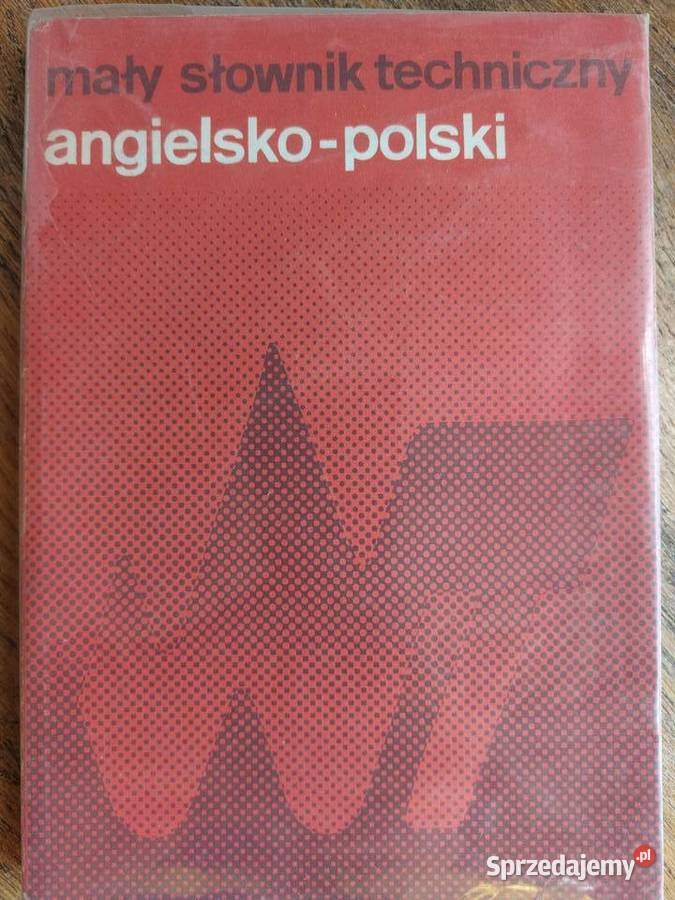 mały słownik techniczny
angielsko-polski
Sprzedajemy.pl